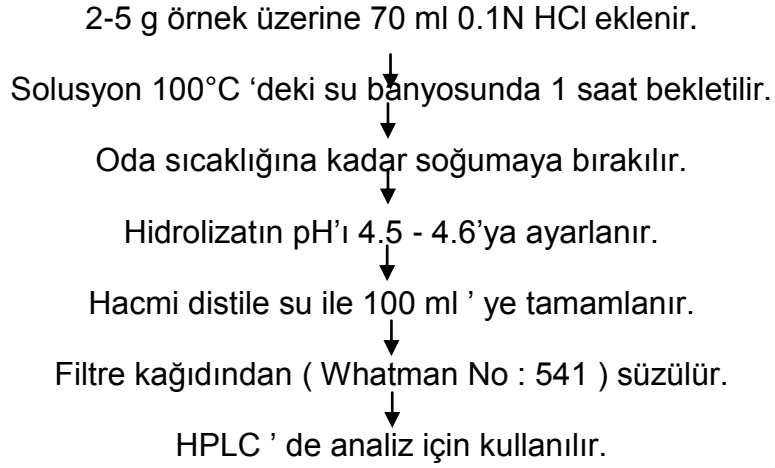 2-5 g örnek üzerine 70 ml 0.1N HCl eklenir.
Solusyon 100°C ‘deki su banyosunda 1 saat bekletilir.
Oda sıcaklığına kadar soğumaya bırakılır.
Hidrolizatın pH’ı 4.5 - 4.6’ya ayarlanır.
Hacmi distile su ile 100 ml ’ ye tamamlanır.
Filtre kağıdından ( Whatman No : 541 ) süzülür.
HPLC ’ de analiz için kullanılır.